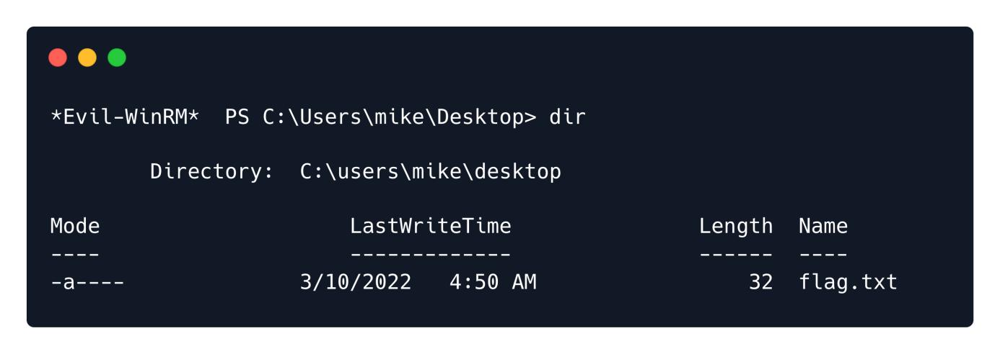 *Evil-WinRM*  PS C:\Users\mike\Desktop> dir
Directory:  C:\users\mike\desktop
Mode                    LastWriteTime               Length  Name
----                    -------------               ------  ----
-a----              3/10/2022   4:50 AM                 32  flag.txt